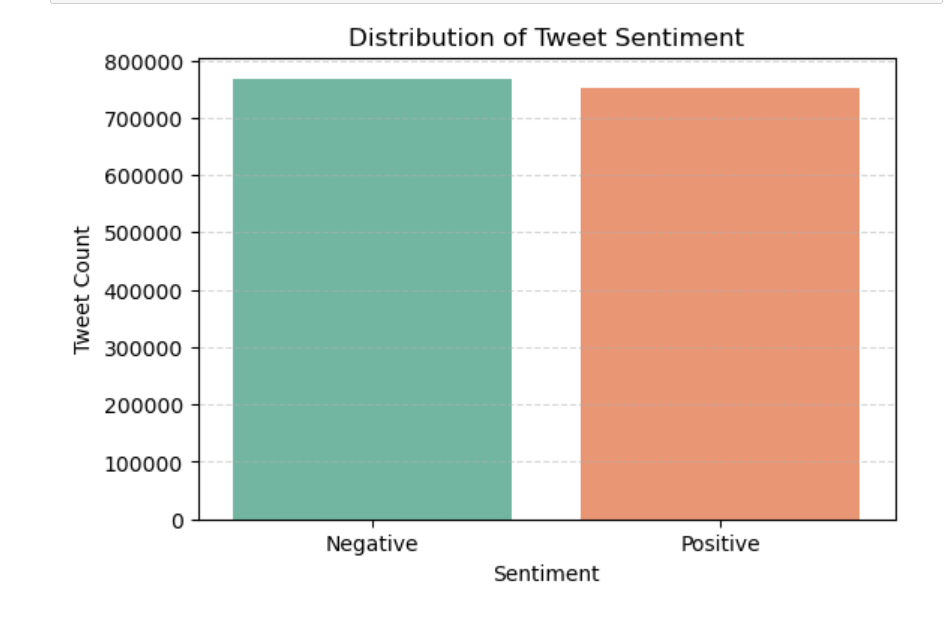 Distribution of Tweet Sentiment
800000
700000
600000
500000
400000
300000
200000
100000
0
Tweet Count
Negative Positive
Sentiment